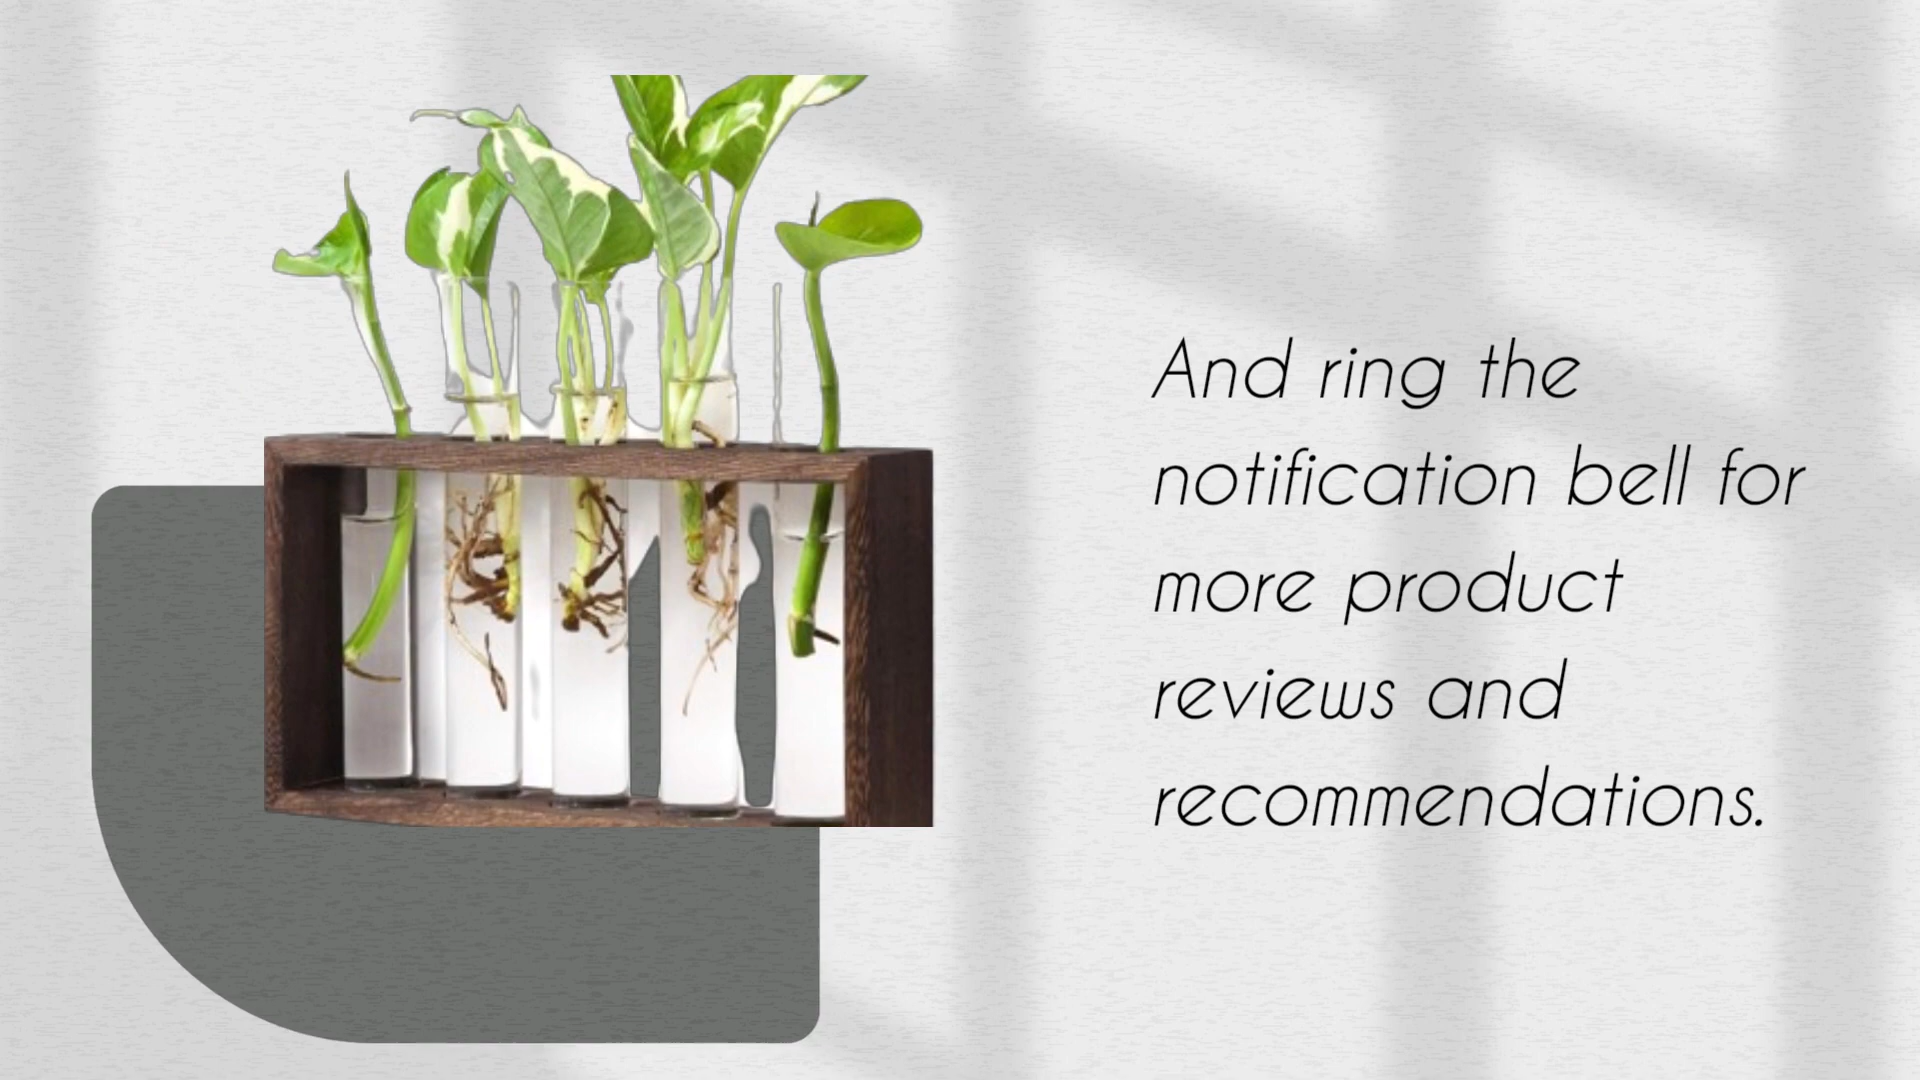 And ring the
notification bell for
more product
reviews and
recommendations.